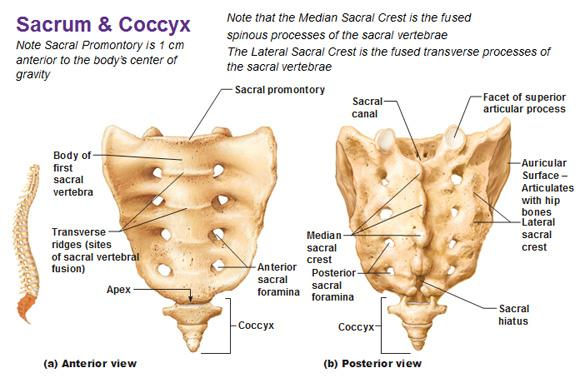 Sacrum & Coccyx
Note Sacral Promontory is 1 cm
anterior to the body's center of
gravity
Note that the Median Sacral Crest is the fused
spinous processes of the sacral vertebrae
The Lateral Sacral Crest is the fused transverse processes of
the sacral vertebrae
Sacral promontory
Body of
first
sacral
vertebra
Transverse
ridges (sites
of sacral vertebral
fusion)
Apex
Anterior
sacral
foramina
Coccyx
(a) Anterior view
Sacral
canal
Facet of superior
articular process
Auricular
Surface –
Articulates
with hip
bones
Lateral
sacral
crest
Median
sacral
crest
Posterior
sacral
foramina
Sacral
hiatus
Coccyx
(b) Posterior view